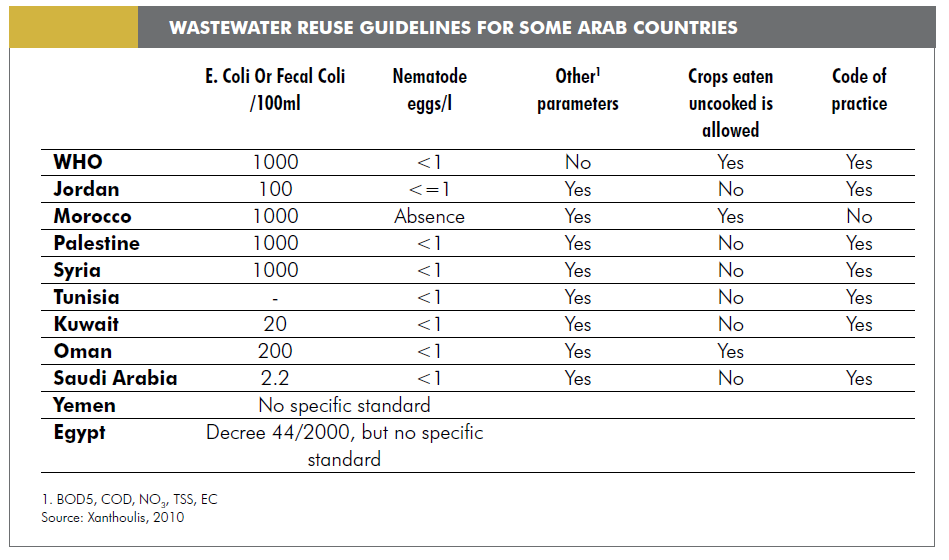 WASTEWATER REUSE GUIDELINES FOR SOME ARAB COUNTRIES
E. Coli Or Fecal Coli /100ml Nematode eggs/l Other¹ parameters Crops eaten uncooked is allowed Code of practice
WHO 1000 <1 No Yes Yes
Jordan 100 <=1 Yes No Yes
Morocco 1000 Absence Yes Yes No
Palestine 1000 <1 Yes No Yes
Syria 1000 <1 Yes No Yes
Tunisia - <1 Yes No Yes
Kuwait 20 <1 Yes No Yes
Oman 200 <1 Yes Yes
Saudi Arabia 2.2 <1 Yes No Yes
Yemen No specific standard
Egypt Decree 44/2000, but no specific
standard
1. BOD5, COD, NO₃, TSS, EC
Source: Xanthoulis, 2010